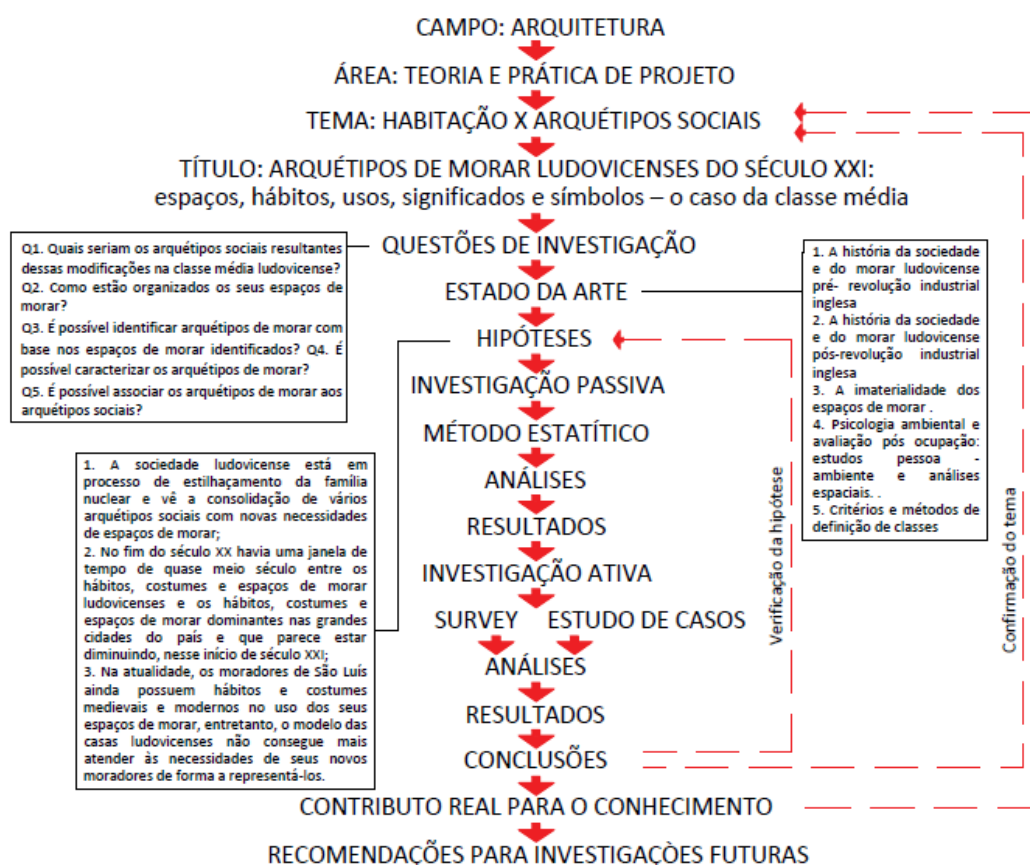 CAMPO: ARQUITETURA
ÁREA: TEORIA E PRÁTICA DE PROJETO
TEMA: HABITAÇÃO X ARQUÉTIPOS SOCIAIS
TÍTULO: ARQUÉTIPOS DE MORAR LUDOVICENSES DO SÉCULO XXI:
espaços, hábitos, usos, significados e símbolos – o caso da classe média
QUESTÕES DE INVESTIGAÇÃO
Q1. Quais seriam os arquétipos sociais resultantes
dessas modificações na classe média ludovicense?
Q2. Como estão organizados os seus espaços de
morar?
Q3. É possível identificar arquétipos de morar com
base nos espaços de morar identificados? Q4. É
possível caracterizar os arquétipos de morar?
Q5. É possível associar os arquétipos de morar aos
arquétipos sociais?
ESTADO DA ARTE
1. A história da sociedade
e do morar ludovicense
pré- revolução industrial
inglesa
2. A história da sociedade
e do morar ludovicense
pós-revolução industrial
inglesa
3. A imaterialidade dos
espaços de morar .
4. Psicologia ambiental e
avaliação pós ocupação:
estudos pessoa -
ambiente e análises
espaciais. .
5. Critérios e métodos de
definição de classes
HIPÓTESES
1. A sociedade ludovicense está em
processo de estilhaçamento da família
nuclear e vê a consolidação de vários
arquétipos sociais com novas necessidades
de espaços de morar;
2. No fim do século XX havia uma janela de
tempo de quase meio século entre os
hábitos, costumes e espaços de morar
ludovicenses e os hábitos, costumes e
espaços de morar dominantes nas grandes
cidades do país e que parece estar
diminuindo, nesse início de século XXI;
3. Na atualidade, os moradores de São Luís
ainda possuem hábitos e costumes
medievais e modernos no uso dos seus
espaços de morar, entretanto, o modelo das
casas ludovicenses não consegue mais
atender às necessidades de seus novos
moradores de forma a representá-los.
INVESTIGAÇÃO PASSIVA
MÉTODO ESTATÍTICO
ANÁLISES
RESULTADOS
INVESTIGAÇÃO ATIVA
SURVEY ESTUDO DE CASOS
ANÁLISES
RESULTADOS
CONCLUSÕES
CONTRIBUTO REAL PARA O CONHECIMENTO
RECOMENDAÇÕES PARA INVESTIGAÇÒES FUTURAS
Verificação da hipótese
Confirmação do tema